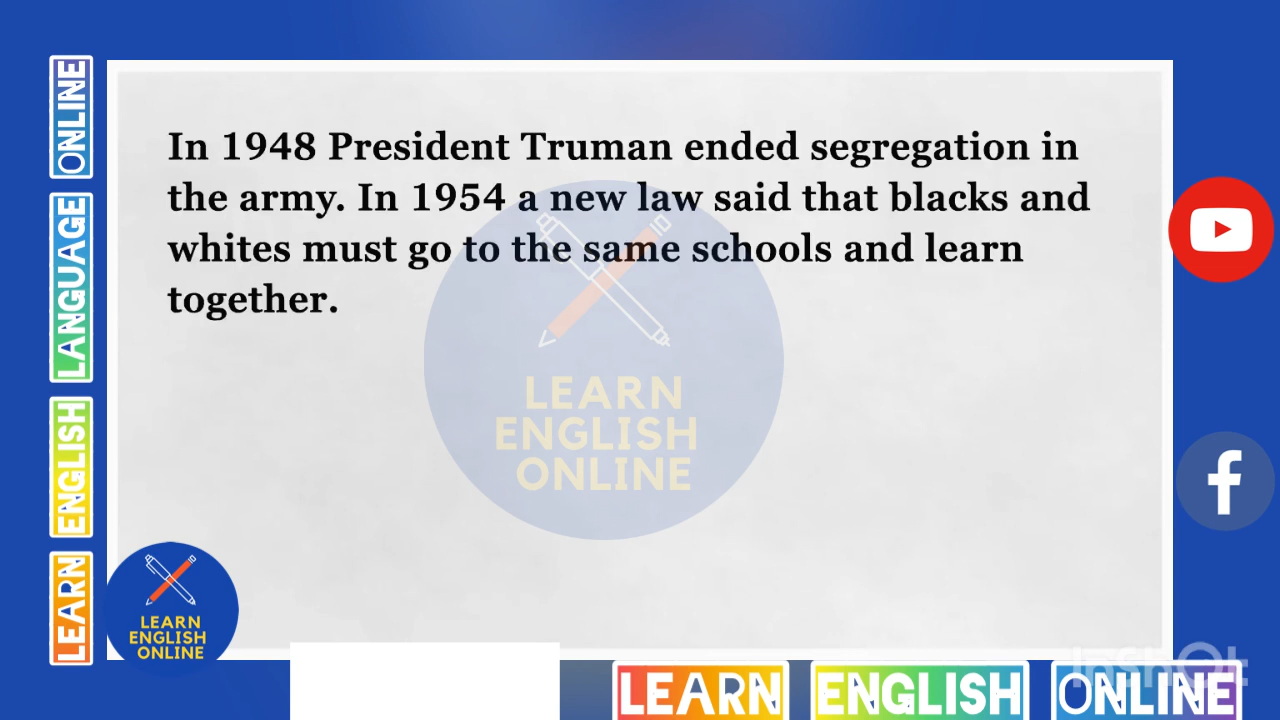 In 1948 President Truman ended segregation in
the army. In 1954 a new law said that blacks and
whites must go to the same schools and learn
together.
LEARN
ENGLISH
ONLINE
LEARN ENGLISH LANGUAGE ONLINE
LEARN
ENGLISH
ONLINE
LEARN ENGLISH ONLINE
InShOt